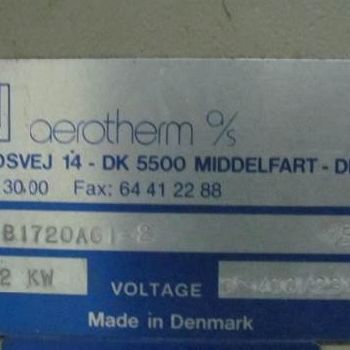 aerotherm a/s
OSVEJ 14 - DK 5500 MIDDELFART - D
30.00 Fax: 64 41 22 88
B1720AG1-2
2 KW VOLTAGE
Made in Denmark